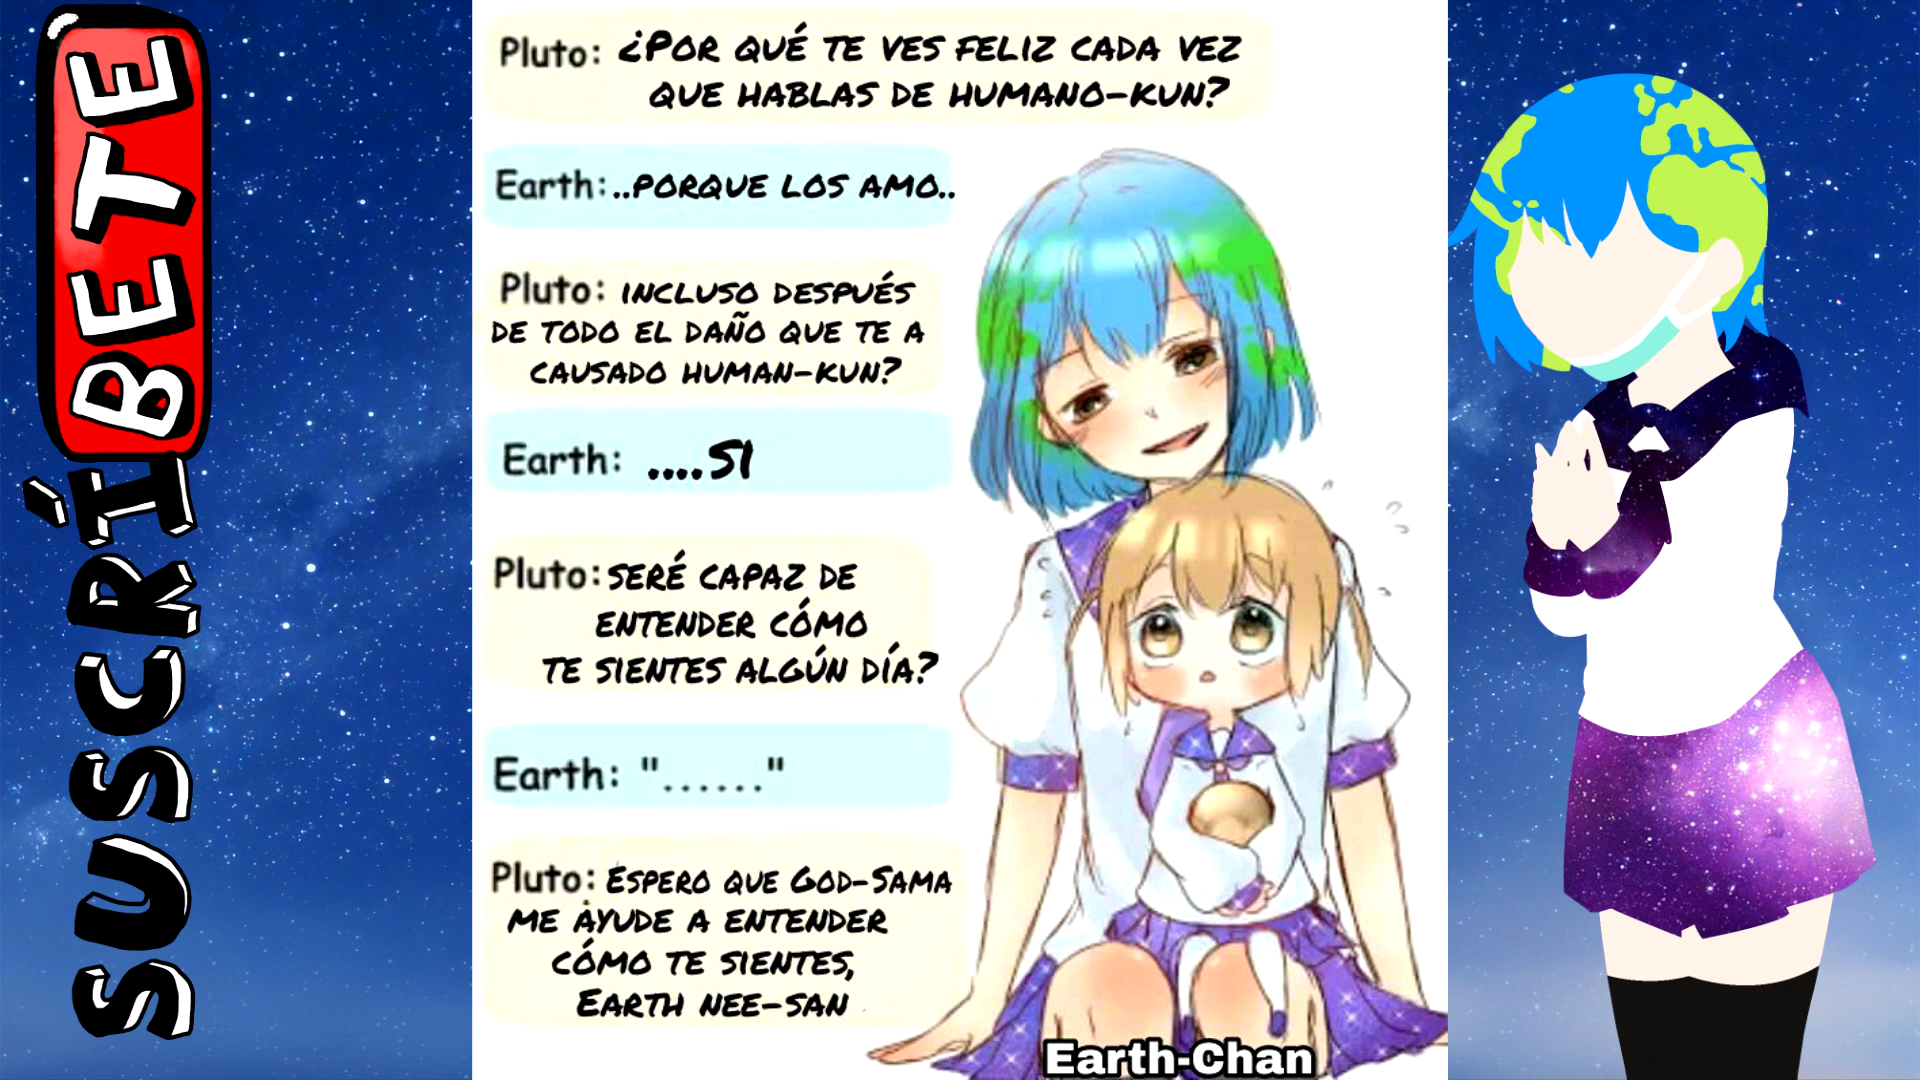 SUSCRÍBETE
Pluto: ¿POR QUÉ TE VES FELIZ CADA VEZ
QUE HABLAS DE HUMANO-KUN?
Earth: ..PORQUE LOS AMO..
Pluto: INCLUSO DESPUÉS
DE TODO EL DAÑO QUE TE A
CAUSADO HUMAN-KUN?
Earth: ....SI
Pluto: SERÉ CAPAZ DE
ENTENDER CÓMO
TE SIENTES ALGÚN DÍA?
Earth: "......"
Pluto: ESPERO QUE GOD-SAMA
ME AYUDE A ENTENDER
CÓMO TE SIENTES,
EARTH NEE-SAN
Earth-Chan